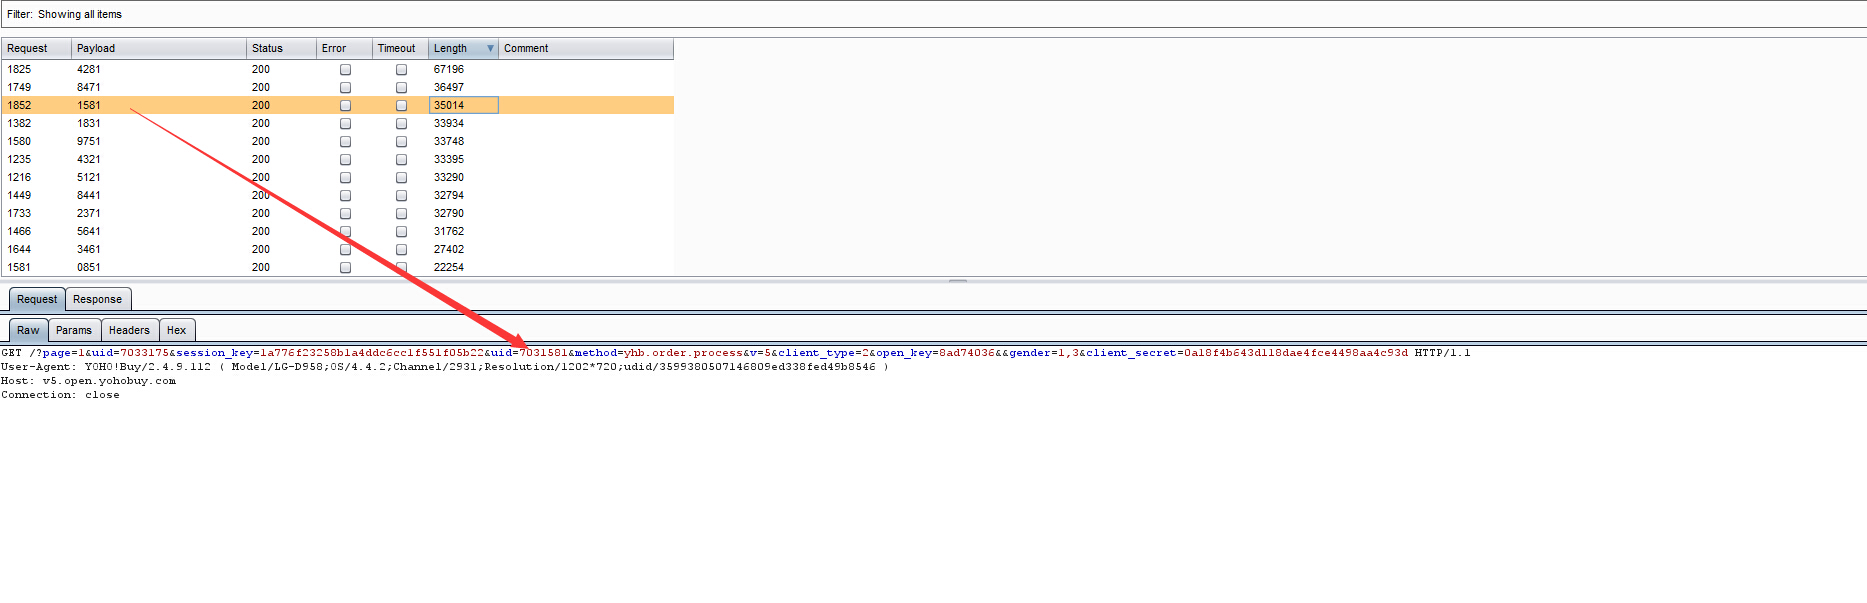 Filter: Showing all items
Request Payload Status Error Timeout Length Comment
1825 4281 200 67196
1749 8471 200 36497
1852 1581 200 35014
1382 1831 200 33934
1580 9751 200 33748
1235 4321 200 33395
1216 5121 200 33290
1449 8441 200 32794
1733 2371 200 32790
1466 5641 200 31762
1644 3461 200 27402
1581 0851 200 22254
Request Response
Raw Params Headers Hex
GET /?page=1&uid=7033175&session_key=1a776f23258b1a4ddc6cc1f551f05b22&uid=7031581&method=yhb.order.process&v=5&client_type=2&open_key=8ad74036&&gender=1,3&client_secret=0a18f4b643d118dae4fce4498aa4c93d HTTP/1.1
User-Agent: YOHO!Buy/2.4.9.112 ( Model/LG-D958;OS/4.4.2;Channel/2931;Resolution/1202*720;udid/3599380507146809ed338fed49b8546 )
Host: v5.open.yohobuy.com
Connection: close